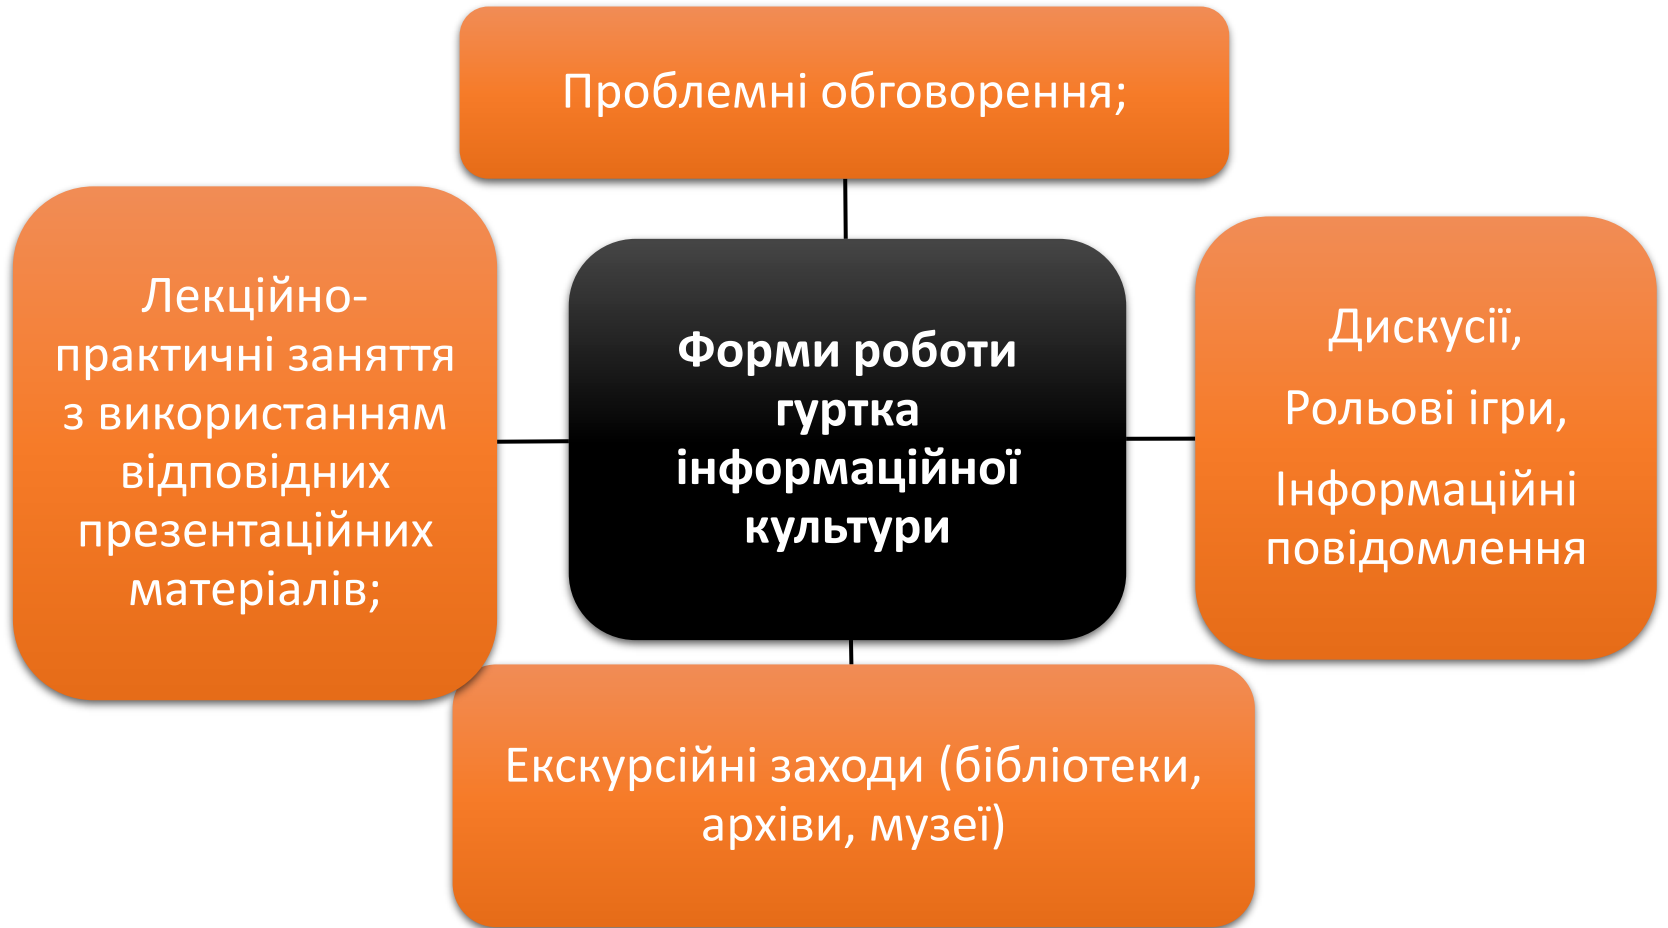 Проблемні обговорення;
Лекційно-
практичні заняття
з використанням
відповідних
презентаційних
матеріалів;
Форми роботи
гуртка
інформаційної
культури
Дискусії,
Рольові ігри,
Інформаційні
повідомлення
Екскурсійні заходи (бібліотеки,
архіви, музеї)